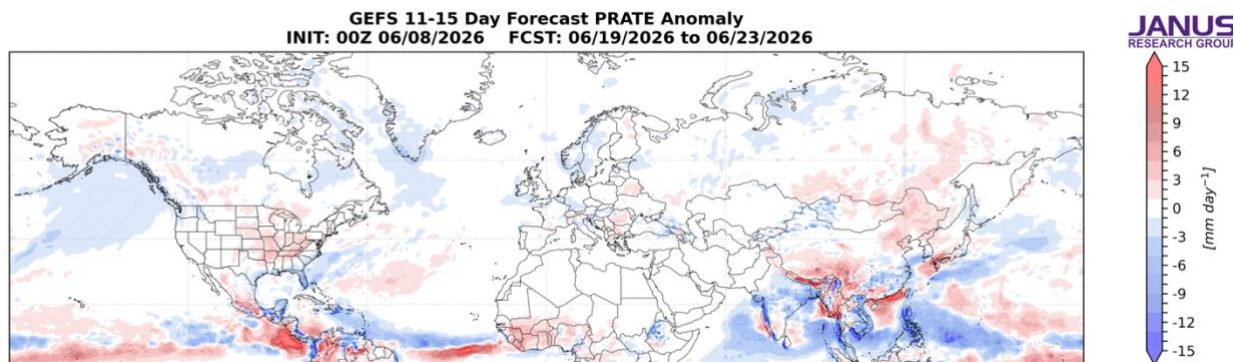 GEFS 11-15 Day Forecast PRATE Anomaly
INIT: 00Z 06/08/2026 FCST: 06/19/2026 to 06/23/2026
JANUS
RESEARCH GROUP
15
12
9
6
3
0
-3
-6
-9
-12
-15
[mm day⁻¹]